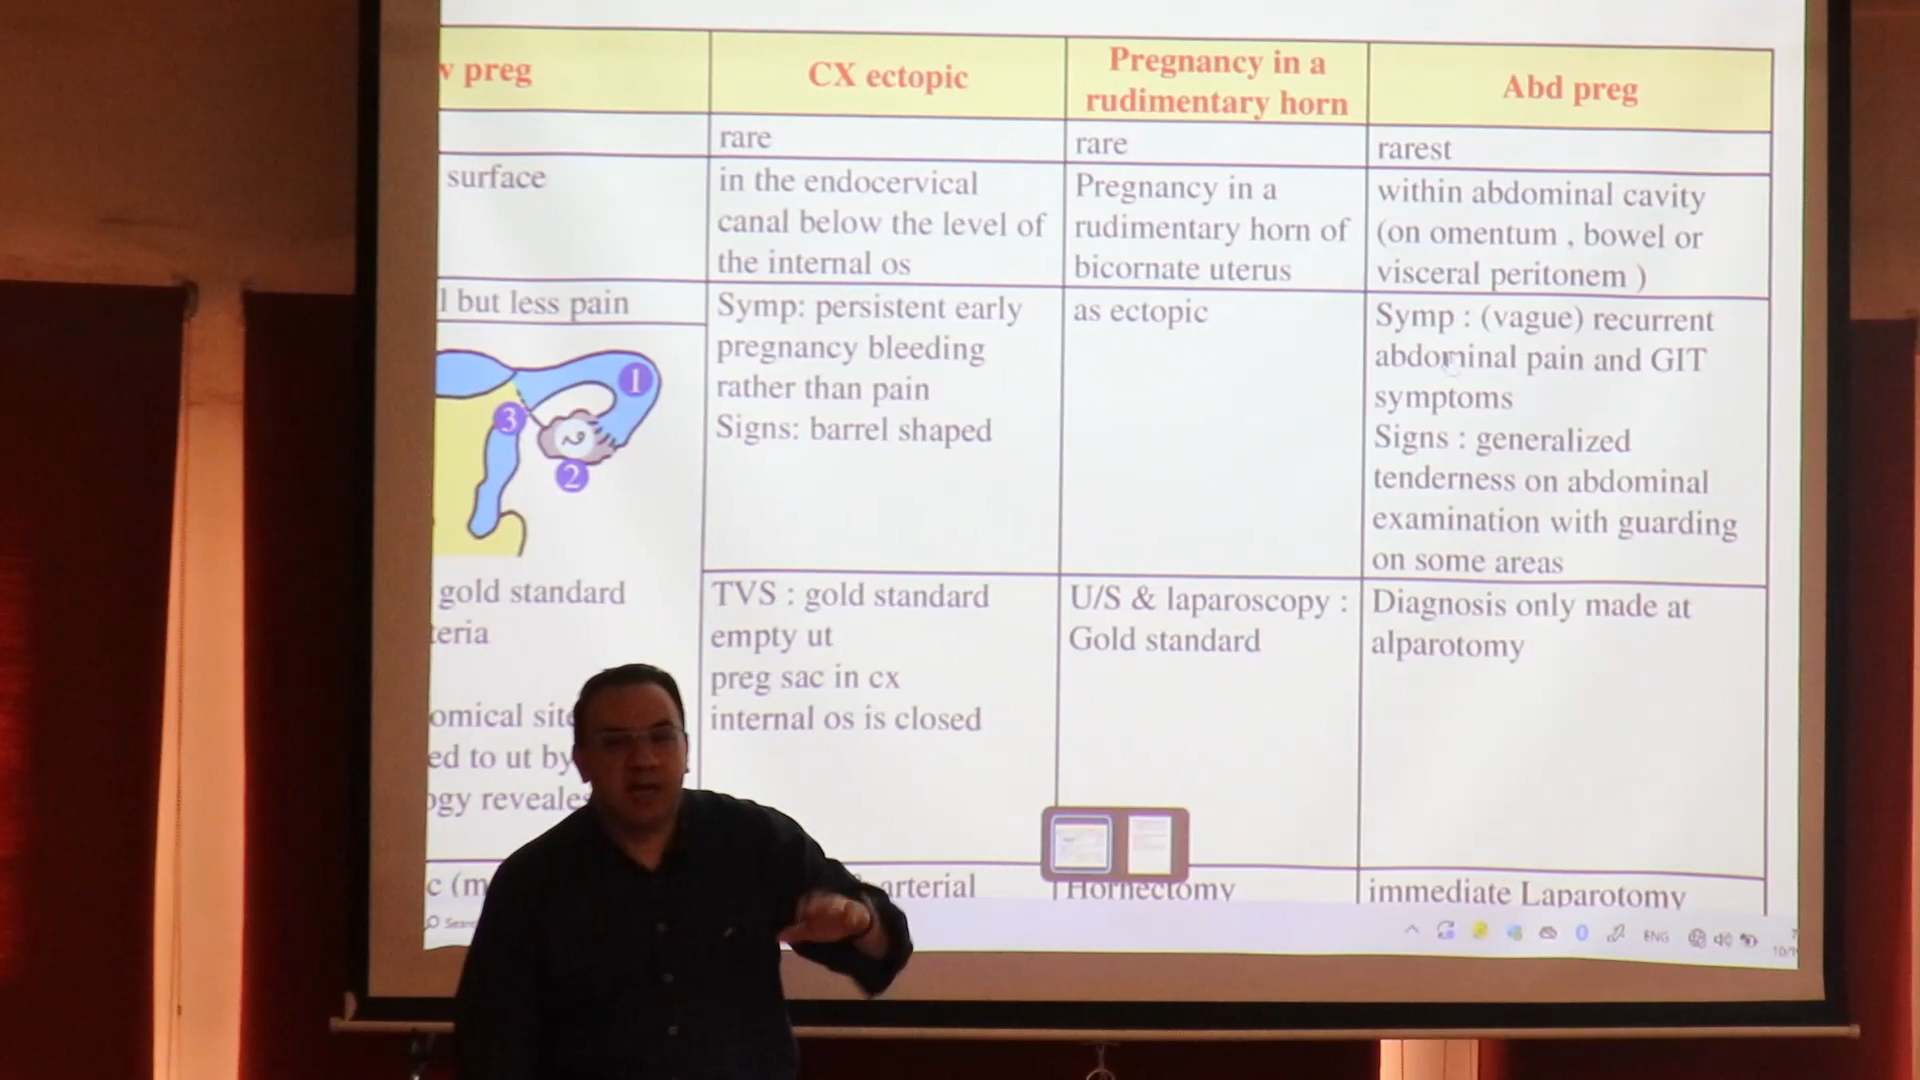 v preg
CX ectopic
Pregnancy in a
rudimentary horn
Abd preg
rare
rare
rarest
surface
in the endocervical
canal below the level of
the internal os
Pregnancy in a
rudimentary horn of
bicornate uterus
within abdominal cavity
(on omentum , bowel or
visceral peritonem )
l but less pain
Symp: persistent early
pregnancy bleeding
rather than pain
Signs: barrel shaped
as ectopic
Symp : (vague) recurrent
abdominal pain and GIT
symptoms
Signs : generalized
tenderness on abdominal
examination with guarding
on some areas
1
3
2
gold standard
teria
omical site
ed to ut by
ogy reveales
TVS : gold standard
empty ut
preg sac in cx
internal os is closed
U/S & laparoscopy :
Gold standard
Diagnosis only made at
alparotomy
c (m
arterial
Hornectomy
immediate Laparotomy
Sear
ENG